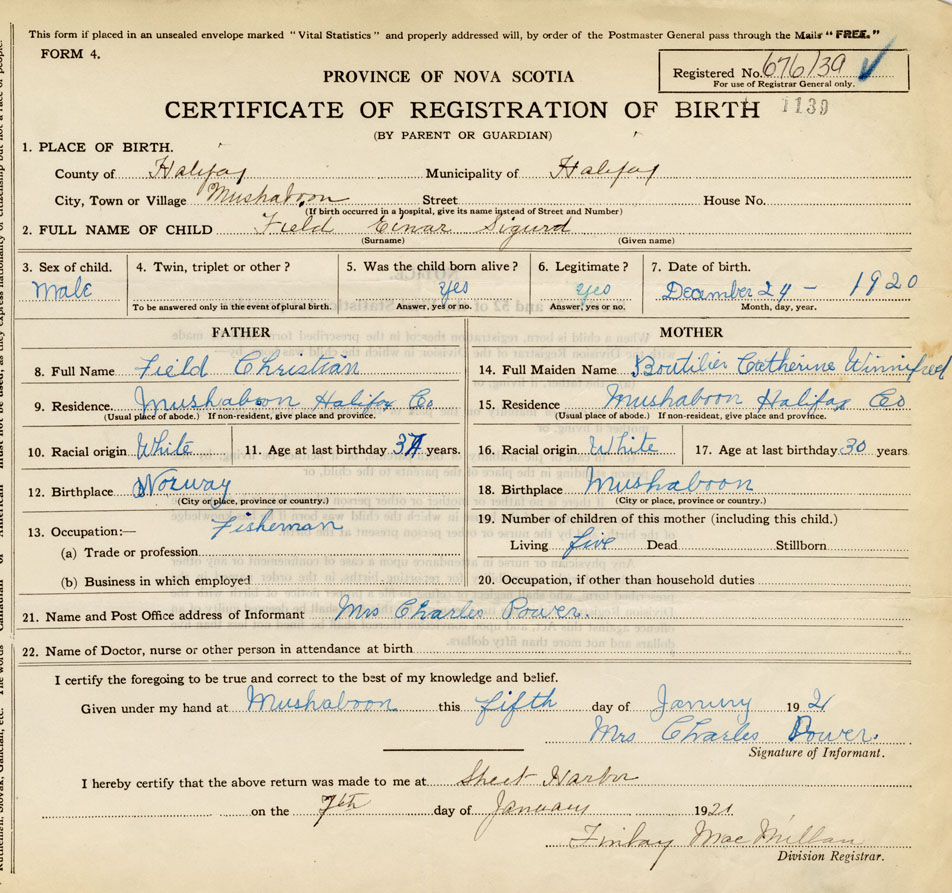 This form if placed in an unsealed envelope marked "Vital Statistics" and properly addressed will, by order of the Postmaster General pass through the Mails "FREE."
FORM 4.
Registered No. 676/39
For use of Registrar General only.
PROVINCE OF NOVA SCOTIA
CERTIFICATE OF REGISTRATION OF BIRTH 1139
(BY PARENT OR GUARDIAN)
1. PLACE OF BIRTH.
County of Halifax Municipality of Halifax
City, Town or Village Mushaboon Street House No.
(If birth occurred in a hospital, give its name instead of Street and Number)
2. FULL NAME OF CHILD Field Einar Sigurd
(Surname) (Given name)
3. Sex of child. 4. Twin, triplet or other? 5. Was the child born alive? 6. Legitimate? 7. Date of birth.
Male yes yes December 24 - 1920
To be answered only in the event of plural birth. Answer, yes or no. Answer, yes or no. Month, day, year.
FATHER MOTHER
8. Full Name Field Christian 14. Full Maiden Name Boutilier Catherine Winnifred
9. Residence. Mushaboon Halifax Co 15. Residence Mushaboon Halifax Co
(Usual place of abode.) If non-resident, give place and province. (Usual place of abode.) If non-resident, give place and province.
10. Racial origin White 11. Age at last birthday years. 16. Racial origin White 17. Age at last birthday 30 years
12. Birthplace Norway 18. Birthplace Mushaboon
(City or place, province or country.) (City or place, province or country.)
13. Occupation:— Fisheman 19. Number of children of this mother (including this child.)
(a) Trade or profession Living five Dead Stillborn
(b) Business in which employed 20. Occupation, if other than household duties
21. Name and Post Office address of Informant Mrs Charles Power.
22. Name of Doctor, nurse or other person in attendance at birth
I certify the foregoing to be true and correct to the best of my knowledge and belief.
Given under my hand at Mushaboon this fifth day of Janury 1921
Mrs Charles Power.
Signature of Informant.
I hereby certify that the above return was made to me at Sheet Harbor
on the 7th day of January 1921
Finlay MacMillan
Division Registrar.